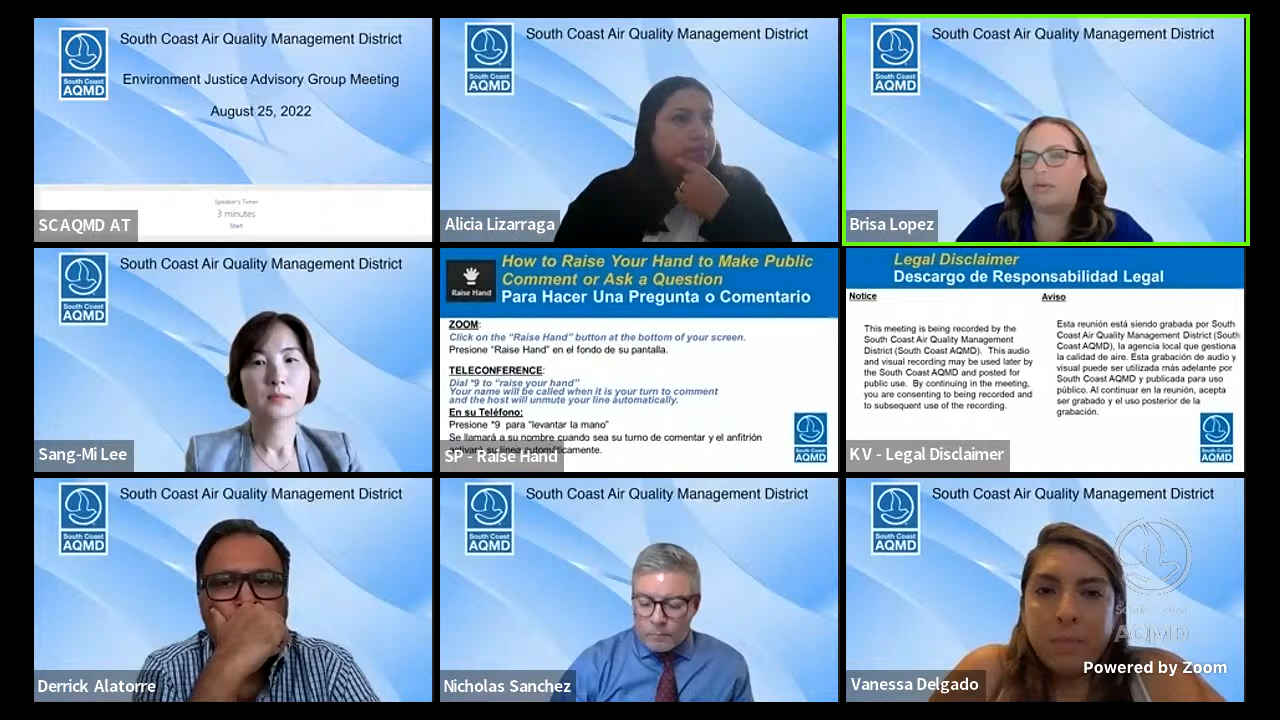 South Coast Air Quality Management District
South Coast
AQMD
Environment Justice Advisory Group Meeting
August 25, 2022
Speaker's Timer
3 minutes
Start
SCAQMD AT
South Coast Air Quality Management District
South Coast
AQMD
Alicia Lizarraga
South Coast Air Quality Management District
South Coast
AQMD
Brisa Lopez
South Coast Air Quality Management District
South Coast
AQMD
Sang-Mi Lee
Raise Hand
How to Raise Your Hand to Make Public
Comment or Ask a Question
Para Hacer Una Pregunta o Comentario
ZOOM:
Click on the "Raise Hand" button at the bottom of your screen.
Presione "Raise Hand" en el fondo de su pantalla.
TELECONFERENCE:
Dial *9 to "raise your hand"
Your name will be called when it is your turn to comment
and the host will unmute your line automatically.
En su Teléfono:
Presione *9 para "levantar la mano"
Se llamará a su nombre cuando sea su turno de comentar y el anfitrión
activará su línea automáticamente.
South Coast
AQMD
SP - Raise Hand
Legal Disclaimer
Descargo de Responsabilidad Legal
Notice
This meeting is being recorded by the
South Coast Air Quality Management
District (South Coast AQMD). This audio
and visual recording may be used later by
the South Coast AQMD and posted for
public use. By continuing in the meeting,
you are consenting to being recorded and
to subsequent use of the recording.
Aviso
Esta reunión está siendo grabada por South
Coast Air Quality Management District (South
Coast AQMD), la agencia local que gestiona
la calidad de aire. Esta grabación de audio y
visual puede ser utilizada más adelante por
South Coast AQMD y publicada para uso
público. Al continuar en la reunión, acepta
ser grabado y el uso posterior de la
grabación.
South Coast
AQMD
KV - Legal Disclaimer
South Coast Air Quality Management District
South Coast
AQMD
Derrick Alatorre
South Coast Air Quality Management District
South Coast
AQMD
Nicholas Sanchez
South Coast Air Quality Management District
South Coast
AQMD
Vanessa Delgado
South Coast
AQMD
Powered by Zoom